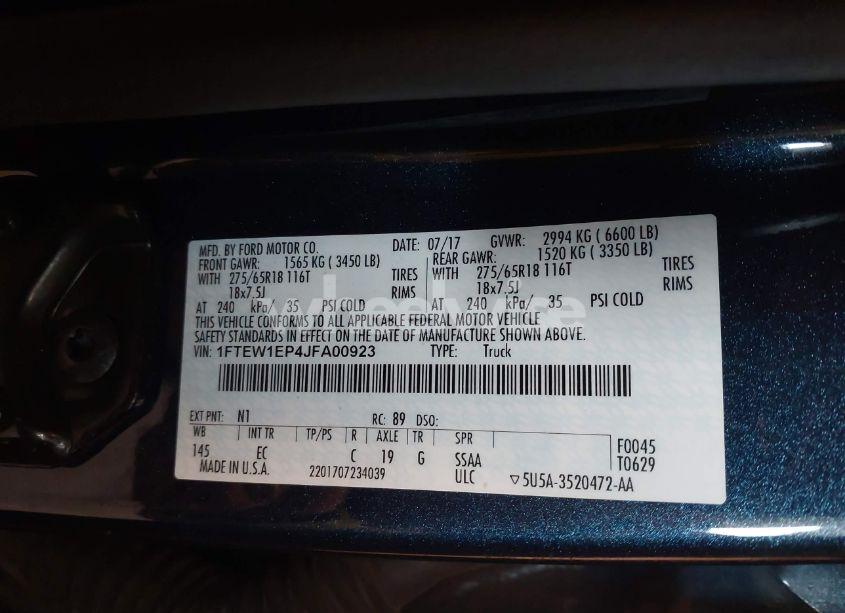 MFD. BY FORD MOTOR CO. DATE: 07/17 GVWR: 2994 KG ( 6600 LB)
FRONT GAWR: 1565 KG ( 3450 LB) REAR GAWR: 1520 KG ( 3350 LB)
WITH 275/65R18 116T TIRES WITH 275/65R18 116T TIRES
18x7.5J RIMS 18x7.5J RIMS
AT 240 kPa/ 35 PSI COLD AT 240 kPa/ 35 PSI COLD
THIS VEHICLE CONFORMS TO ALL APPLICABLE FEDERAL MOTOR VEHICLE
SAFETY STANDARDS IN EFFECT ON THE DATE OF MANUFACTURE SHOWN ABOVE.
VIN: 1FTEW1EP4JFA00923 TYPE: Truck
EXT PNT: N1 RC: 89 DSO:
WB INT TR TP/PS R AXLE TR SPR F0045
145 EC C 19 G SSAA T0629
MADE IN U.S.A. 2201707234039 ULC ▽5U5A-3520472-AA